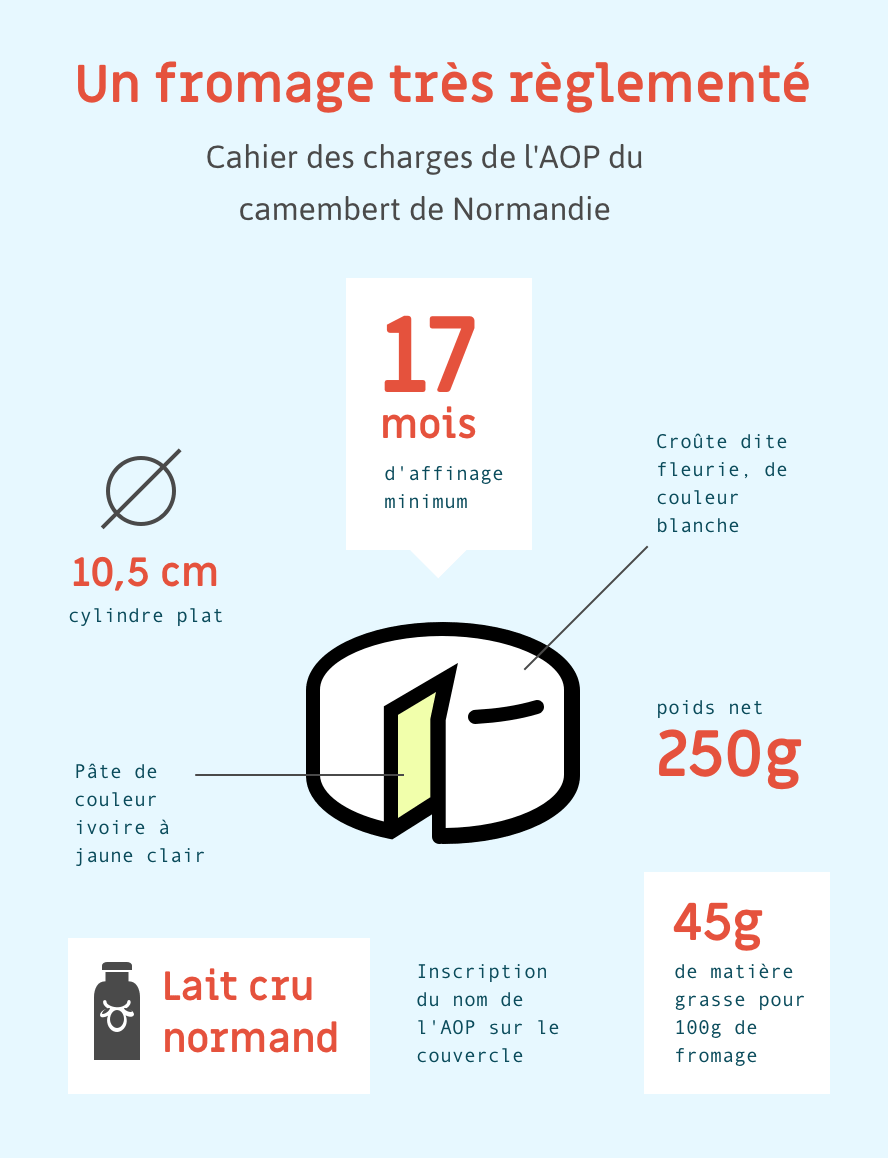 Un fromage très règlementé
Cahier des charges de l'AOP du
camembert de Normandie
17
mois
d'affinage
minimum
Croûte dite
fleurie, de
couleur
blanche
10,5 cm
cylindre plat
poids net
250g
Pâte de
couleur
ivoire à
jaune clair
Lait cru
normand
Inscription
du nom de
l'AOP sur le
couvercle
45g
de matière
grasse pour
100g de
fromage